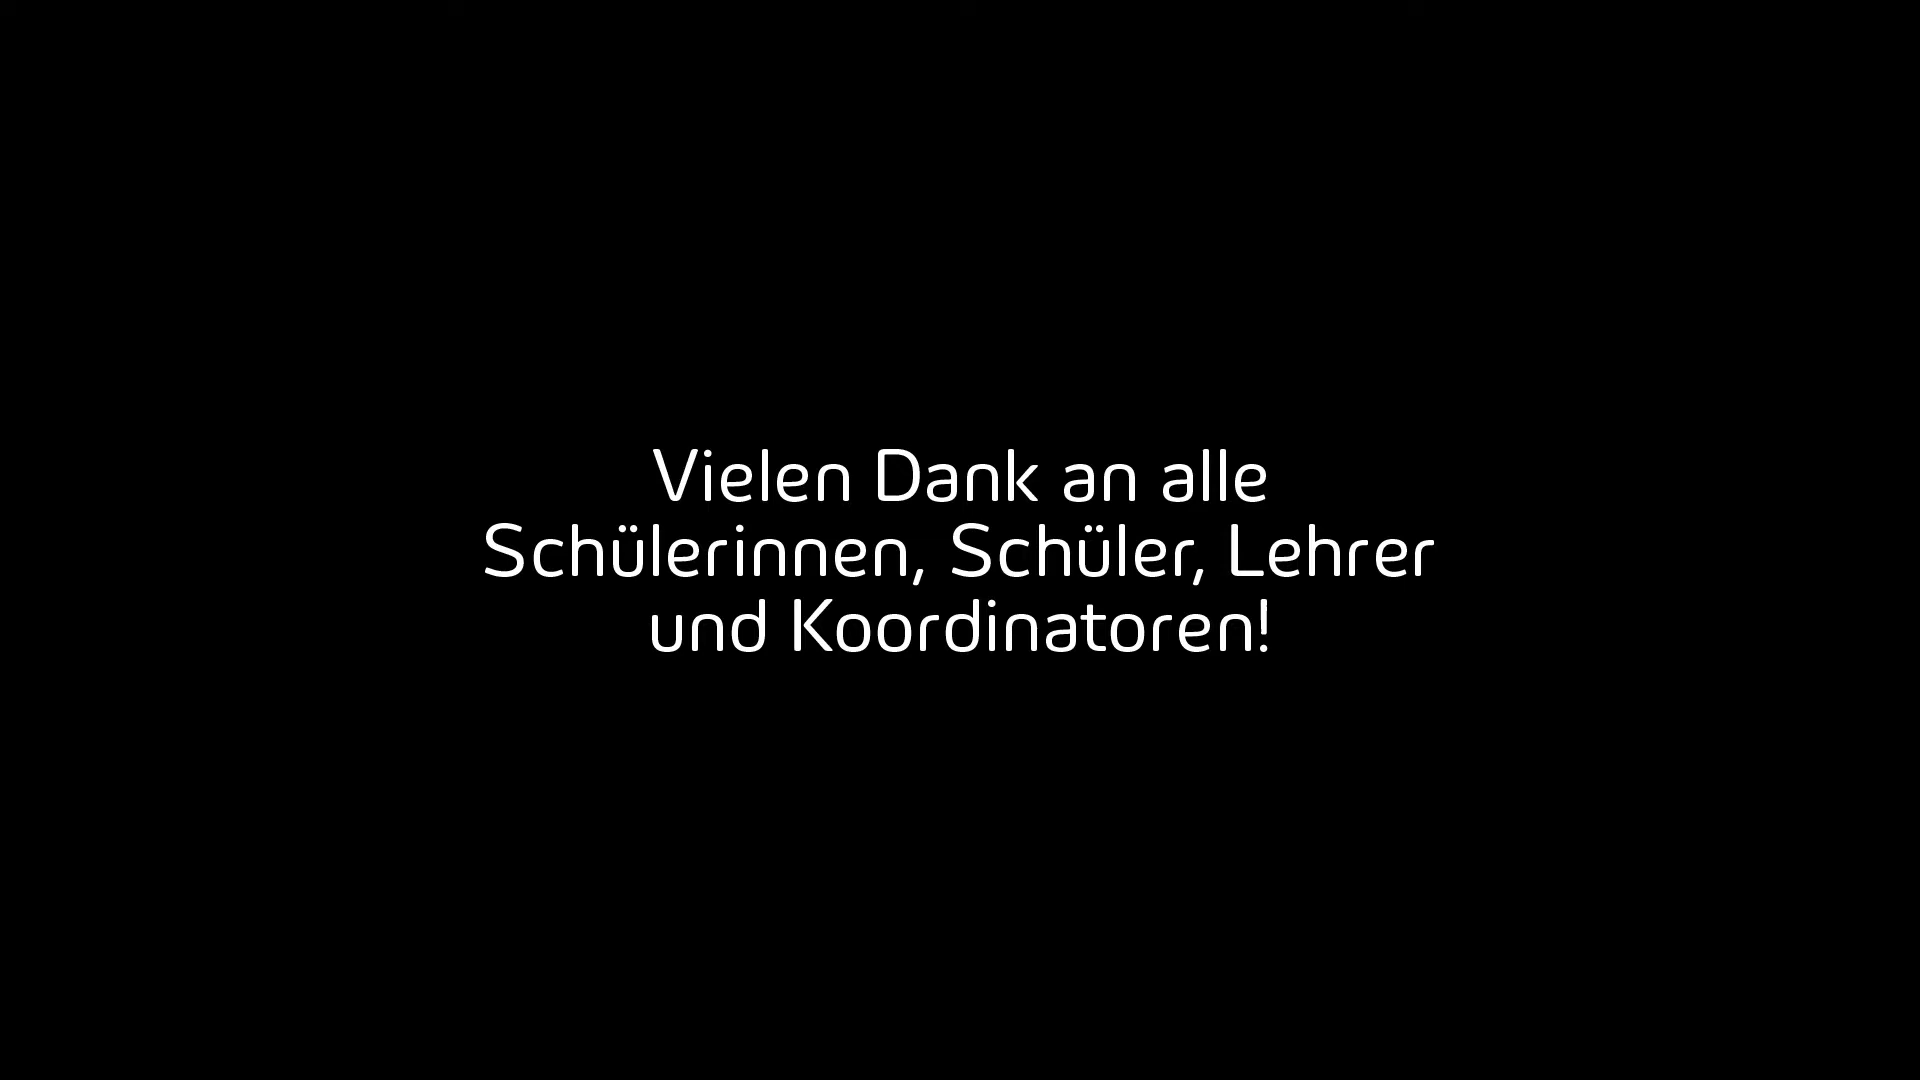 Vielen Dank an alle
Schülerinnen, Schüler, Lehrer
und Koordinatoren!